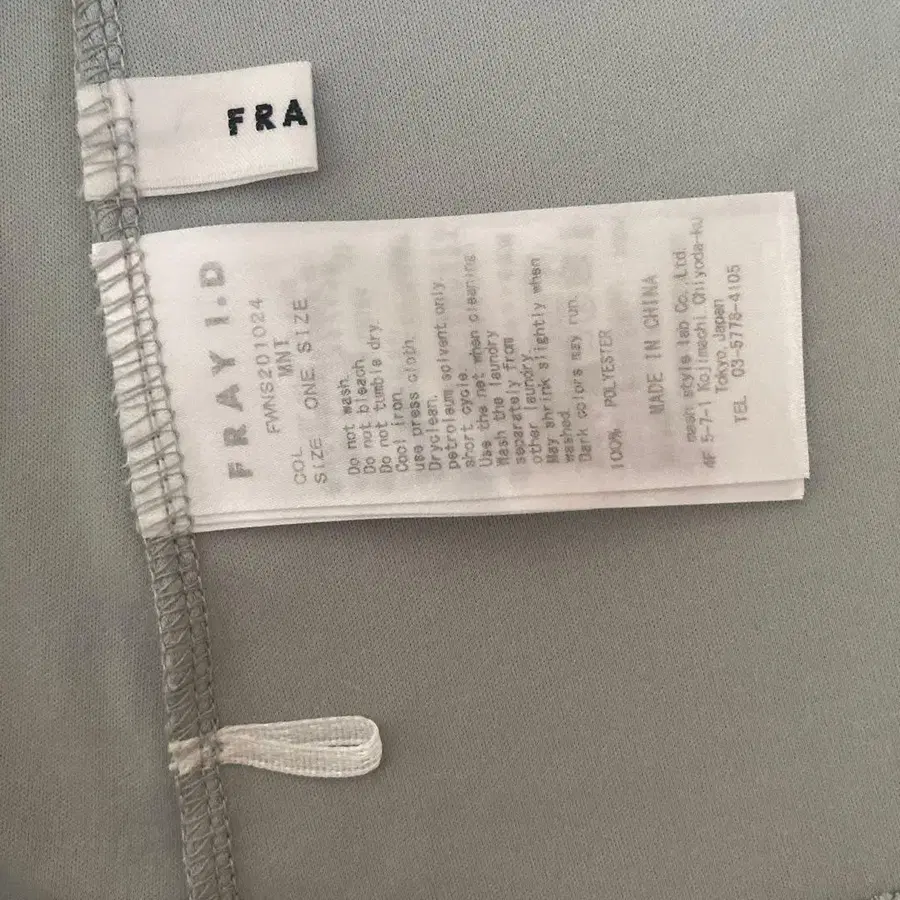 FRA
FRAY I.D
FWNS201024
COL MNT
SIZE ONE SIZE
Do not wash.
Do not bleach
Do not tumble dry.
Cool iron.
use press cloth.
Dryclean.
petroleum solvent only.
short cycle.
Use the net when cleaning
Wash the laundry
separately from
other laundry.
May shrink slightly when
washed.
Dark colors may run.
100% POLYESTER
MADE IN CHINA
mash style lab Co.,Ltd.
4F 5-7-1 Kojimachi Chiyoda-ku
Tokyo, Japan
TEL 03-5778-4105